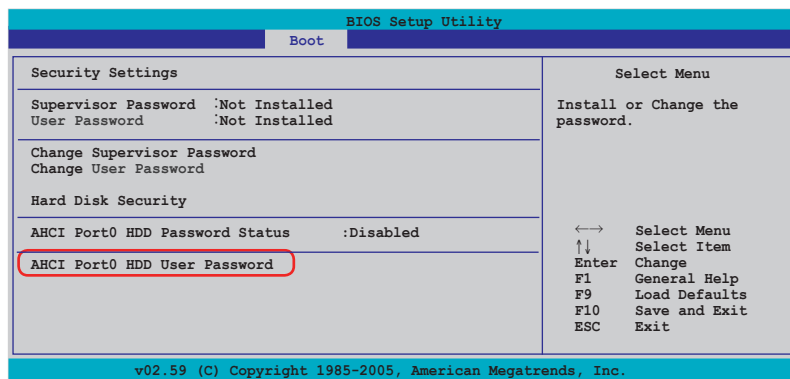 BIOS Setup Utility
Boot
Security Settings
Supervisor Password :Not Installed
User Password :Not Installed
Change Supervisor Password
Change User Password
Hard Disk Security
AHCI Port0 HDD Password Status :Disabled
AHCI Port0 HDD User Password
Select Menu
Install or Change the
password.
←→ Select Menu
↑↓ Select Item
Enter Change
F1 General Help
F9 Load Defaults
F10 Save and Exit
ESC Exit
v02.59 (C) Copyright 1985-2005, American Megatrends, Inc.